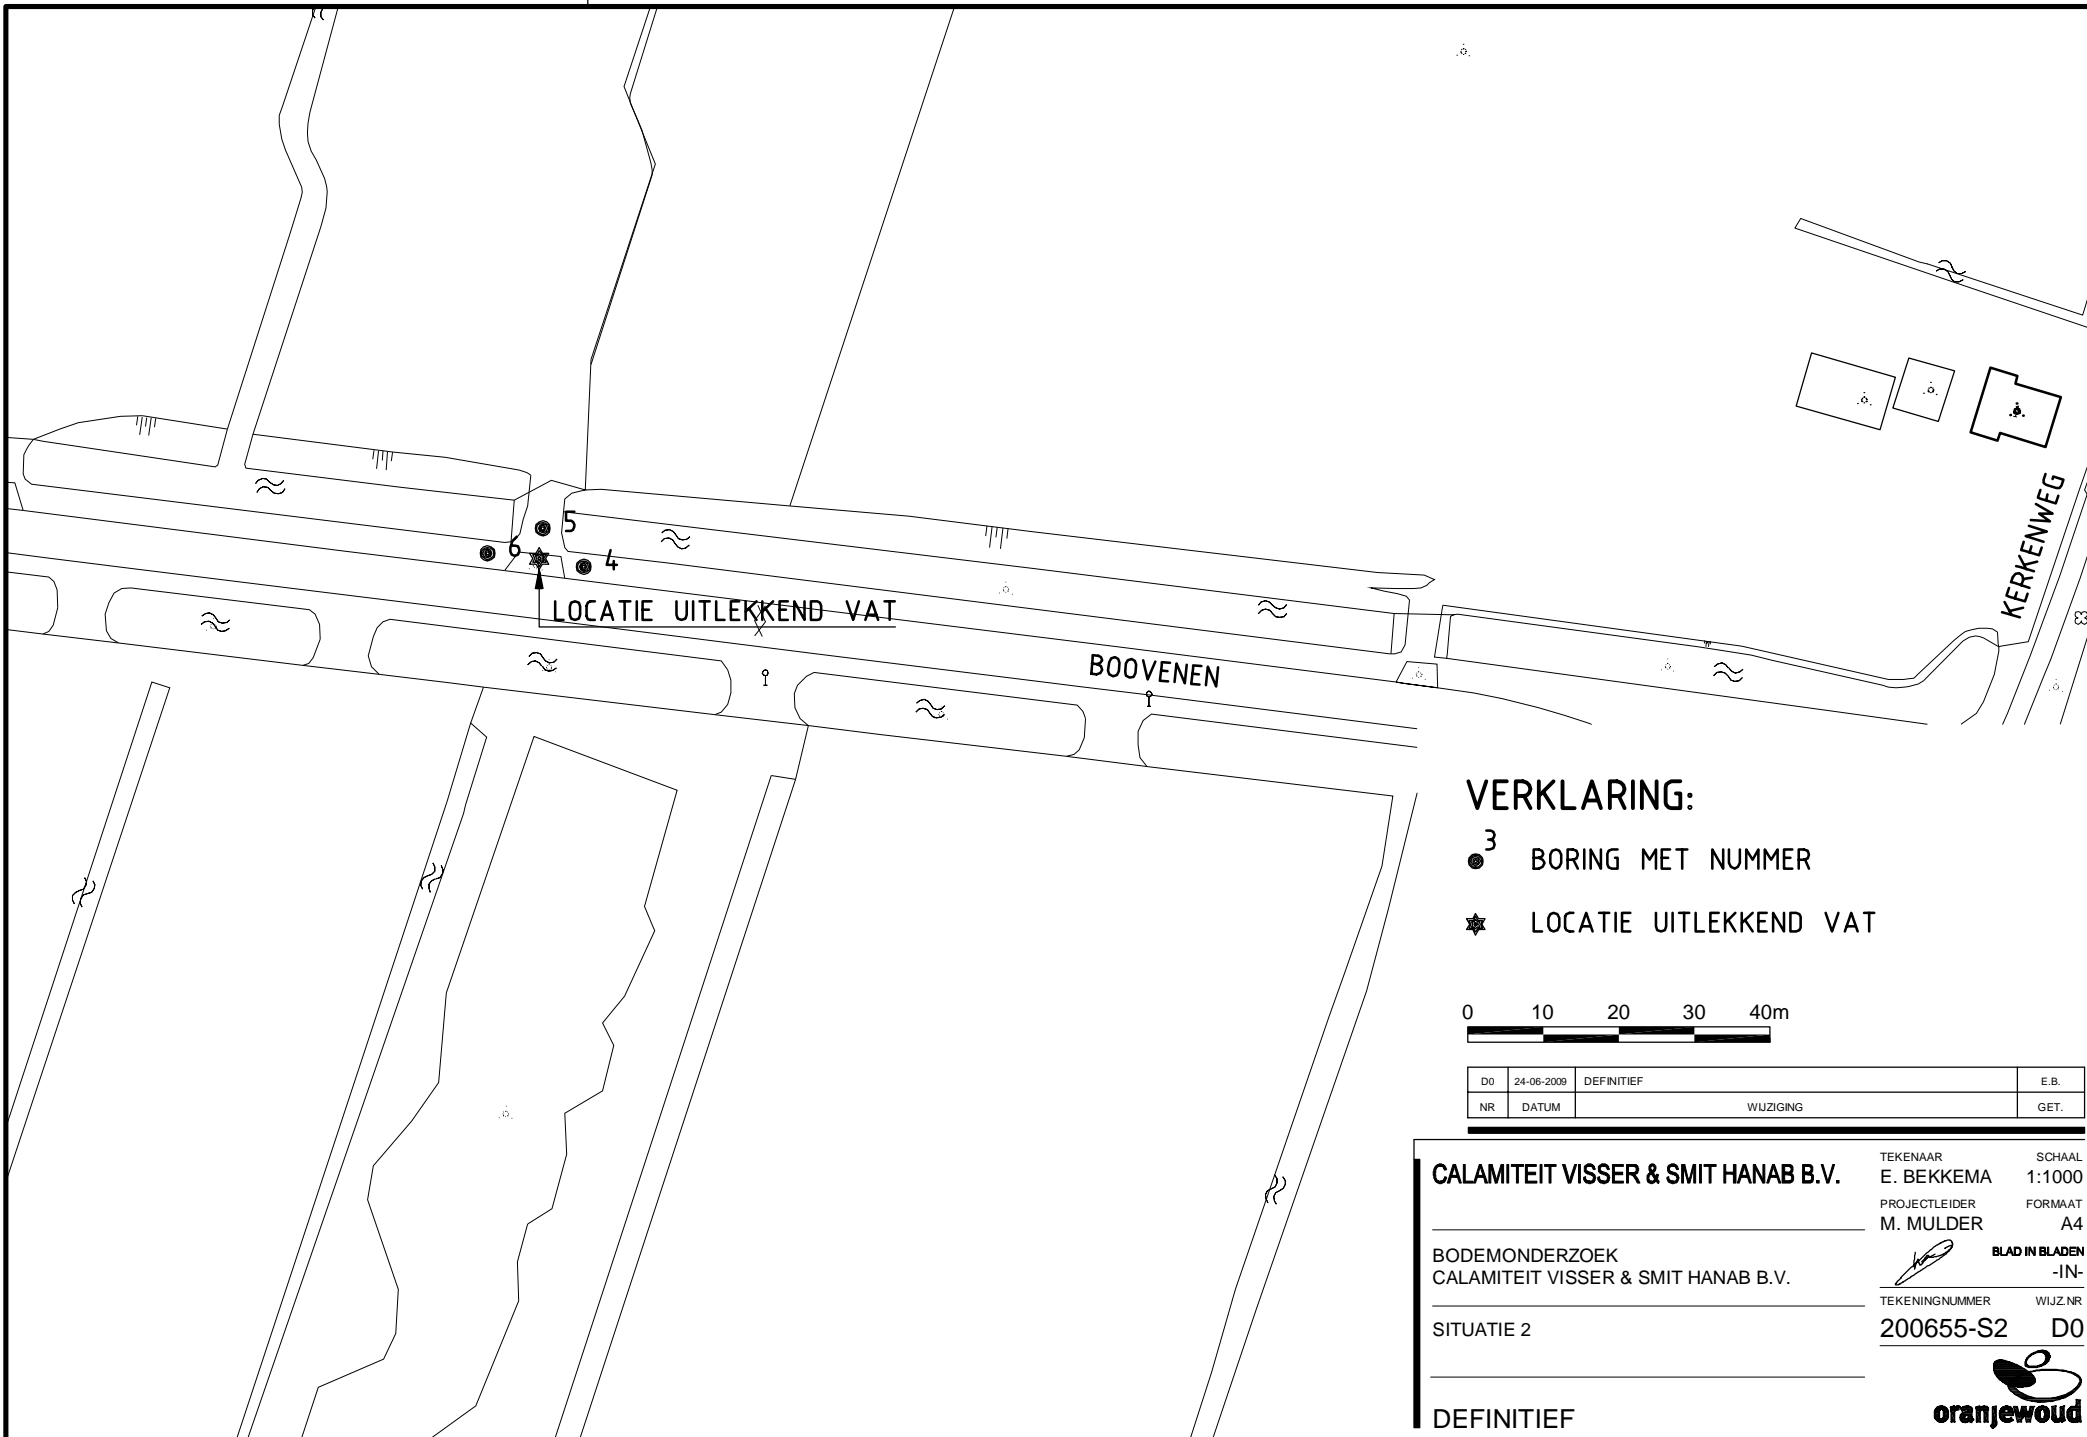 5
6
4
LOCATIE UITLEKKEND VAT
BOOVENEN
KERKENWEG
VERKLARING:
3
BORING MET NUMMER
LOCATIE UITLEKKEND VAT
0 10 20 30 40m
D0 24-06-2009 DEFINITIEF E.B.
NR DATUM WIJZIGING GET.
CALAMITEIT VISSER & SMIT HANAB B.V.
TEKENAAR SCHAAL
E. BEKKEMA 1:1000
PROJECTLEIDER FORMAAT
M. MULDER A4
BODEMONDERZOEK
CALAMITEIT VISSER & SMIT HANAB B.V.
BLAD IN BLADEN
-IN-
TEKENINGNUMMER WIJZ.NR
SITUATIE 2
200655-S2 D0
DEFINITIEF
oranjewoud